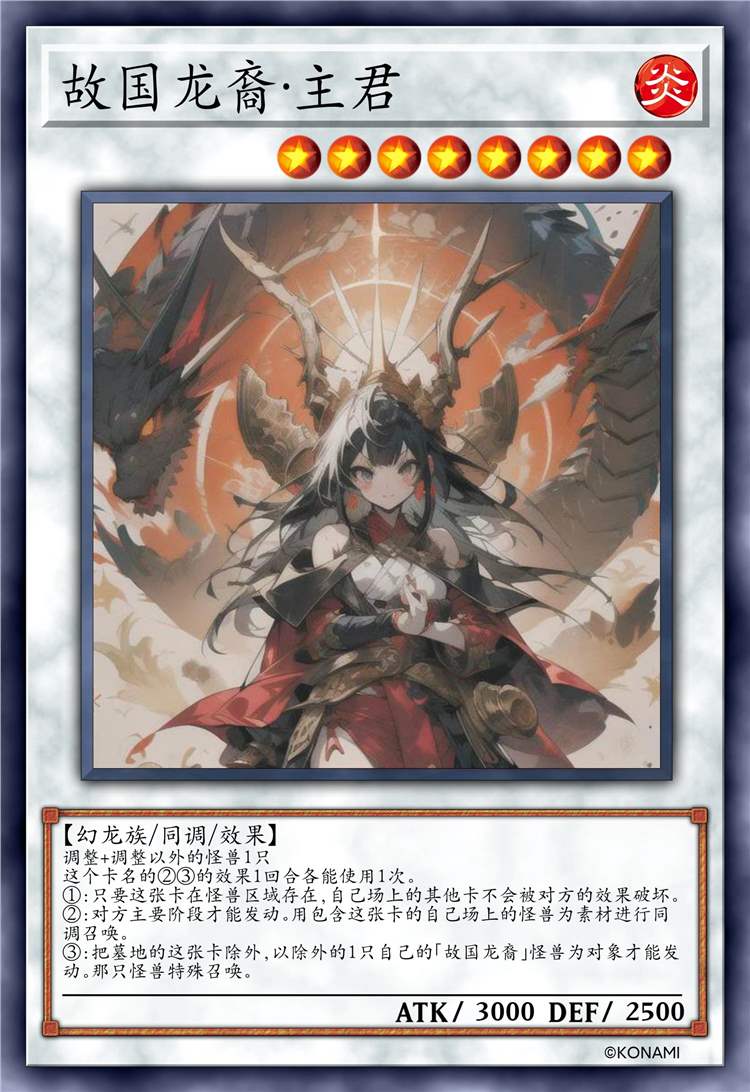 故国龙裔·主君
炎
【幻龙族/同调/效果】
调整+调整以外的怪兽1只
这个卡名的②③的效果1回合各能使用1次。
①:只要这张卡在怪兽区域存在,自己场上的其他卡不会被对方的效果破坏。
②:对方主要阶段才能发动。用包含这张卡的自己场上的怪兽为素材进行同
调召唤。
③:把墓地的这张卡除外,以除外的1只自己的「故国龙裔」怪兽为对象才能发
动。那只怪兽特殊召唤。
ATK/ 3000 DEF/ 2500
©KONAMI